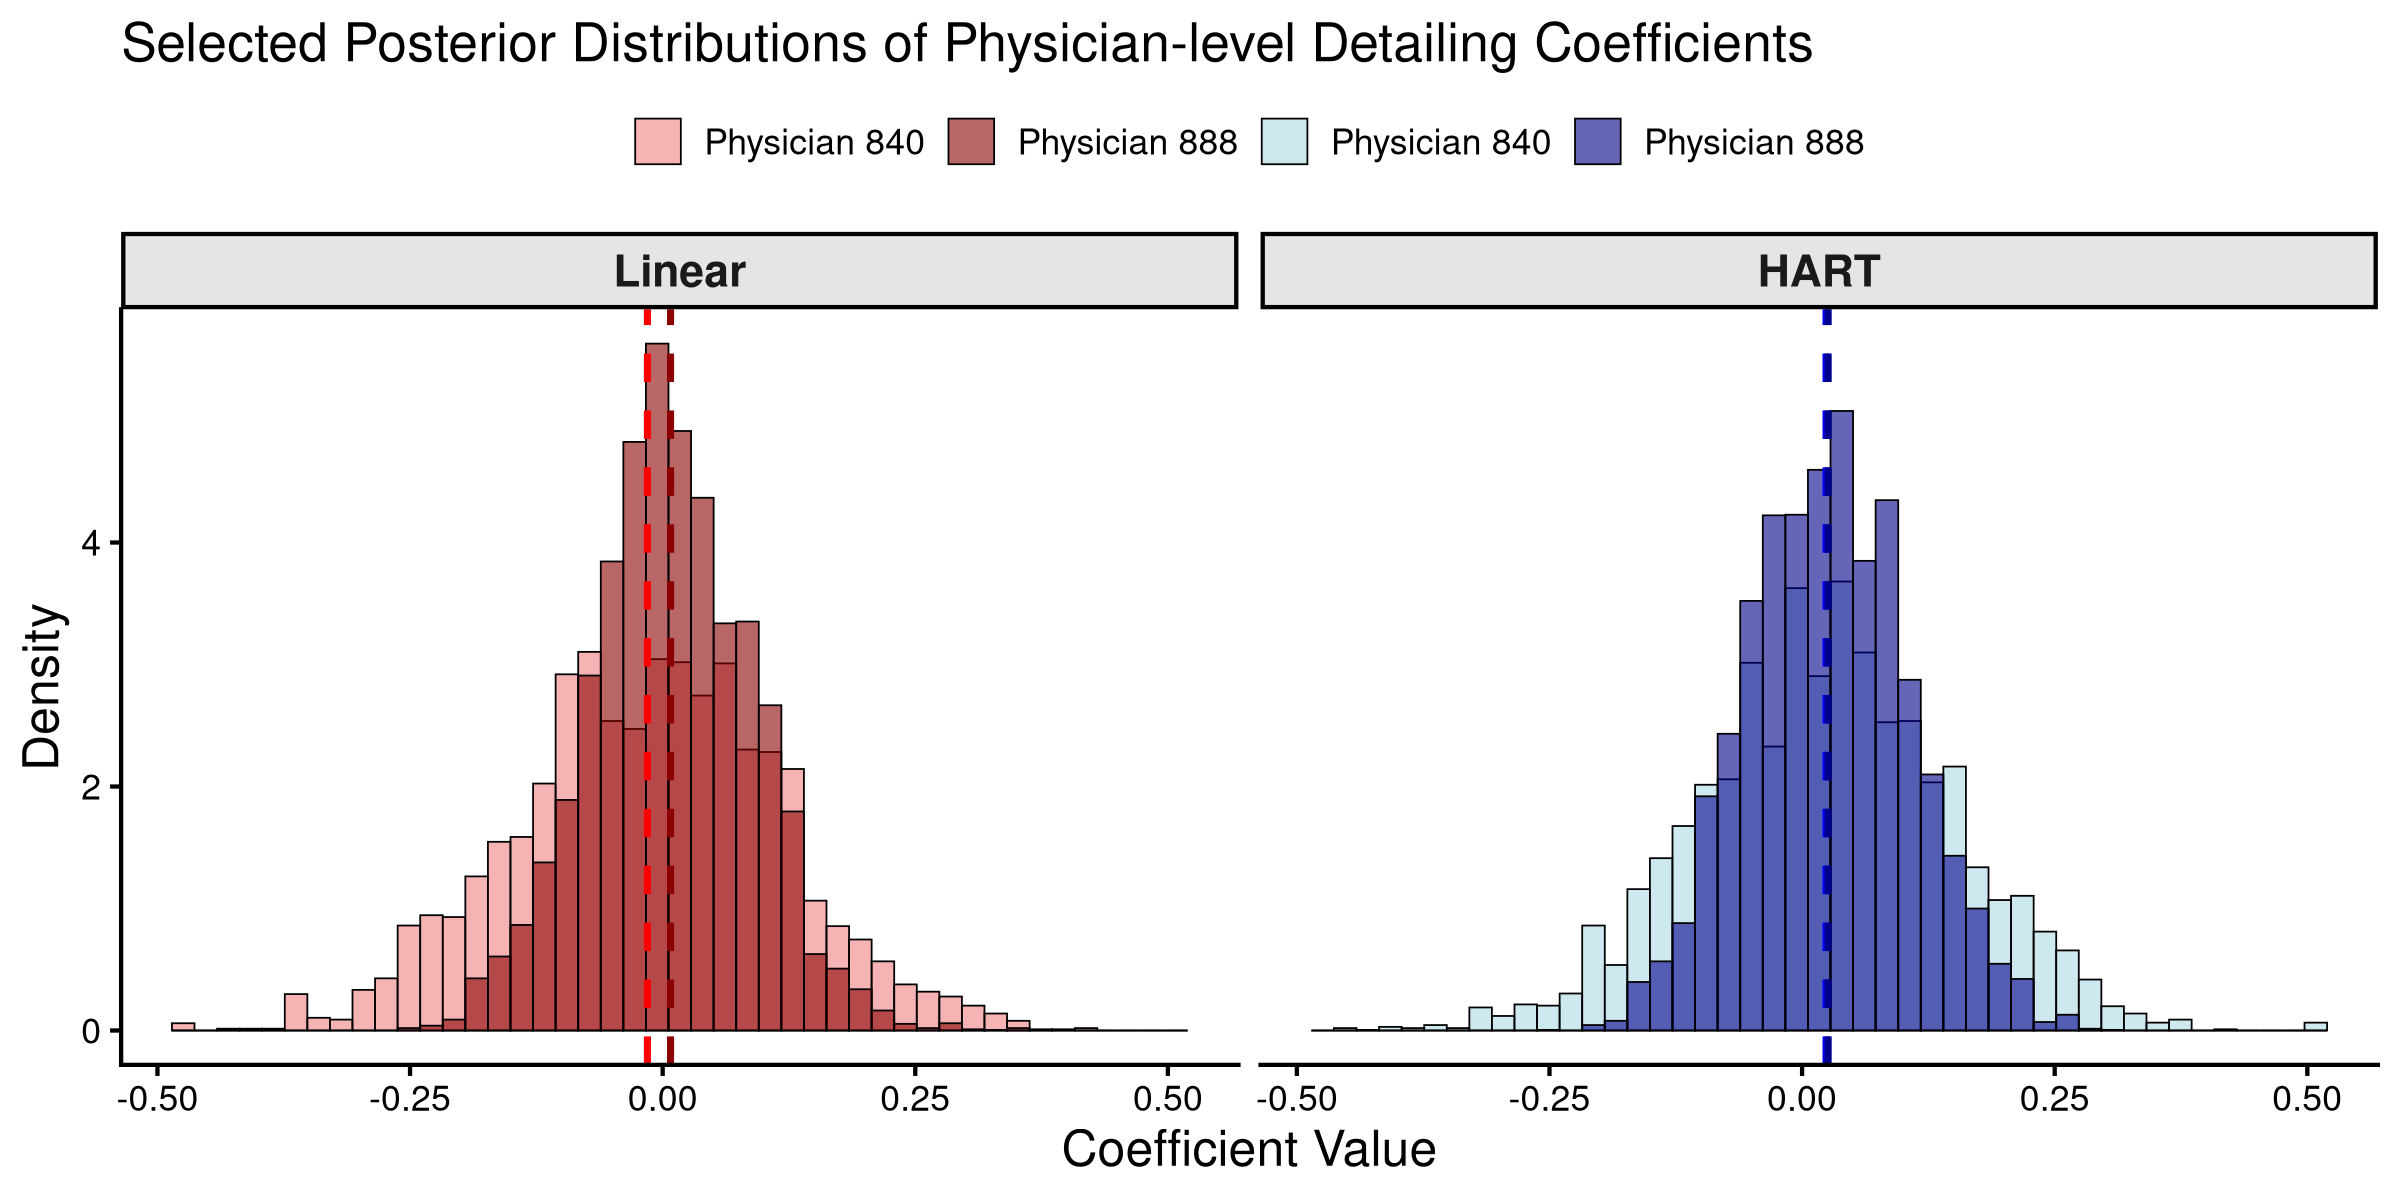 Selected Posterior Distributions of Physician-level Detailing Coefficients
Physician 840 Physician 888 Physician 840 Physician 888
Linear HART
Density
4
2
0
-0.50 -0.25 0.00 0.25 0.50 -0.50 -0.25 0.00 0.25 0.50
Coefficient Value